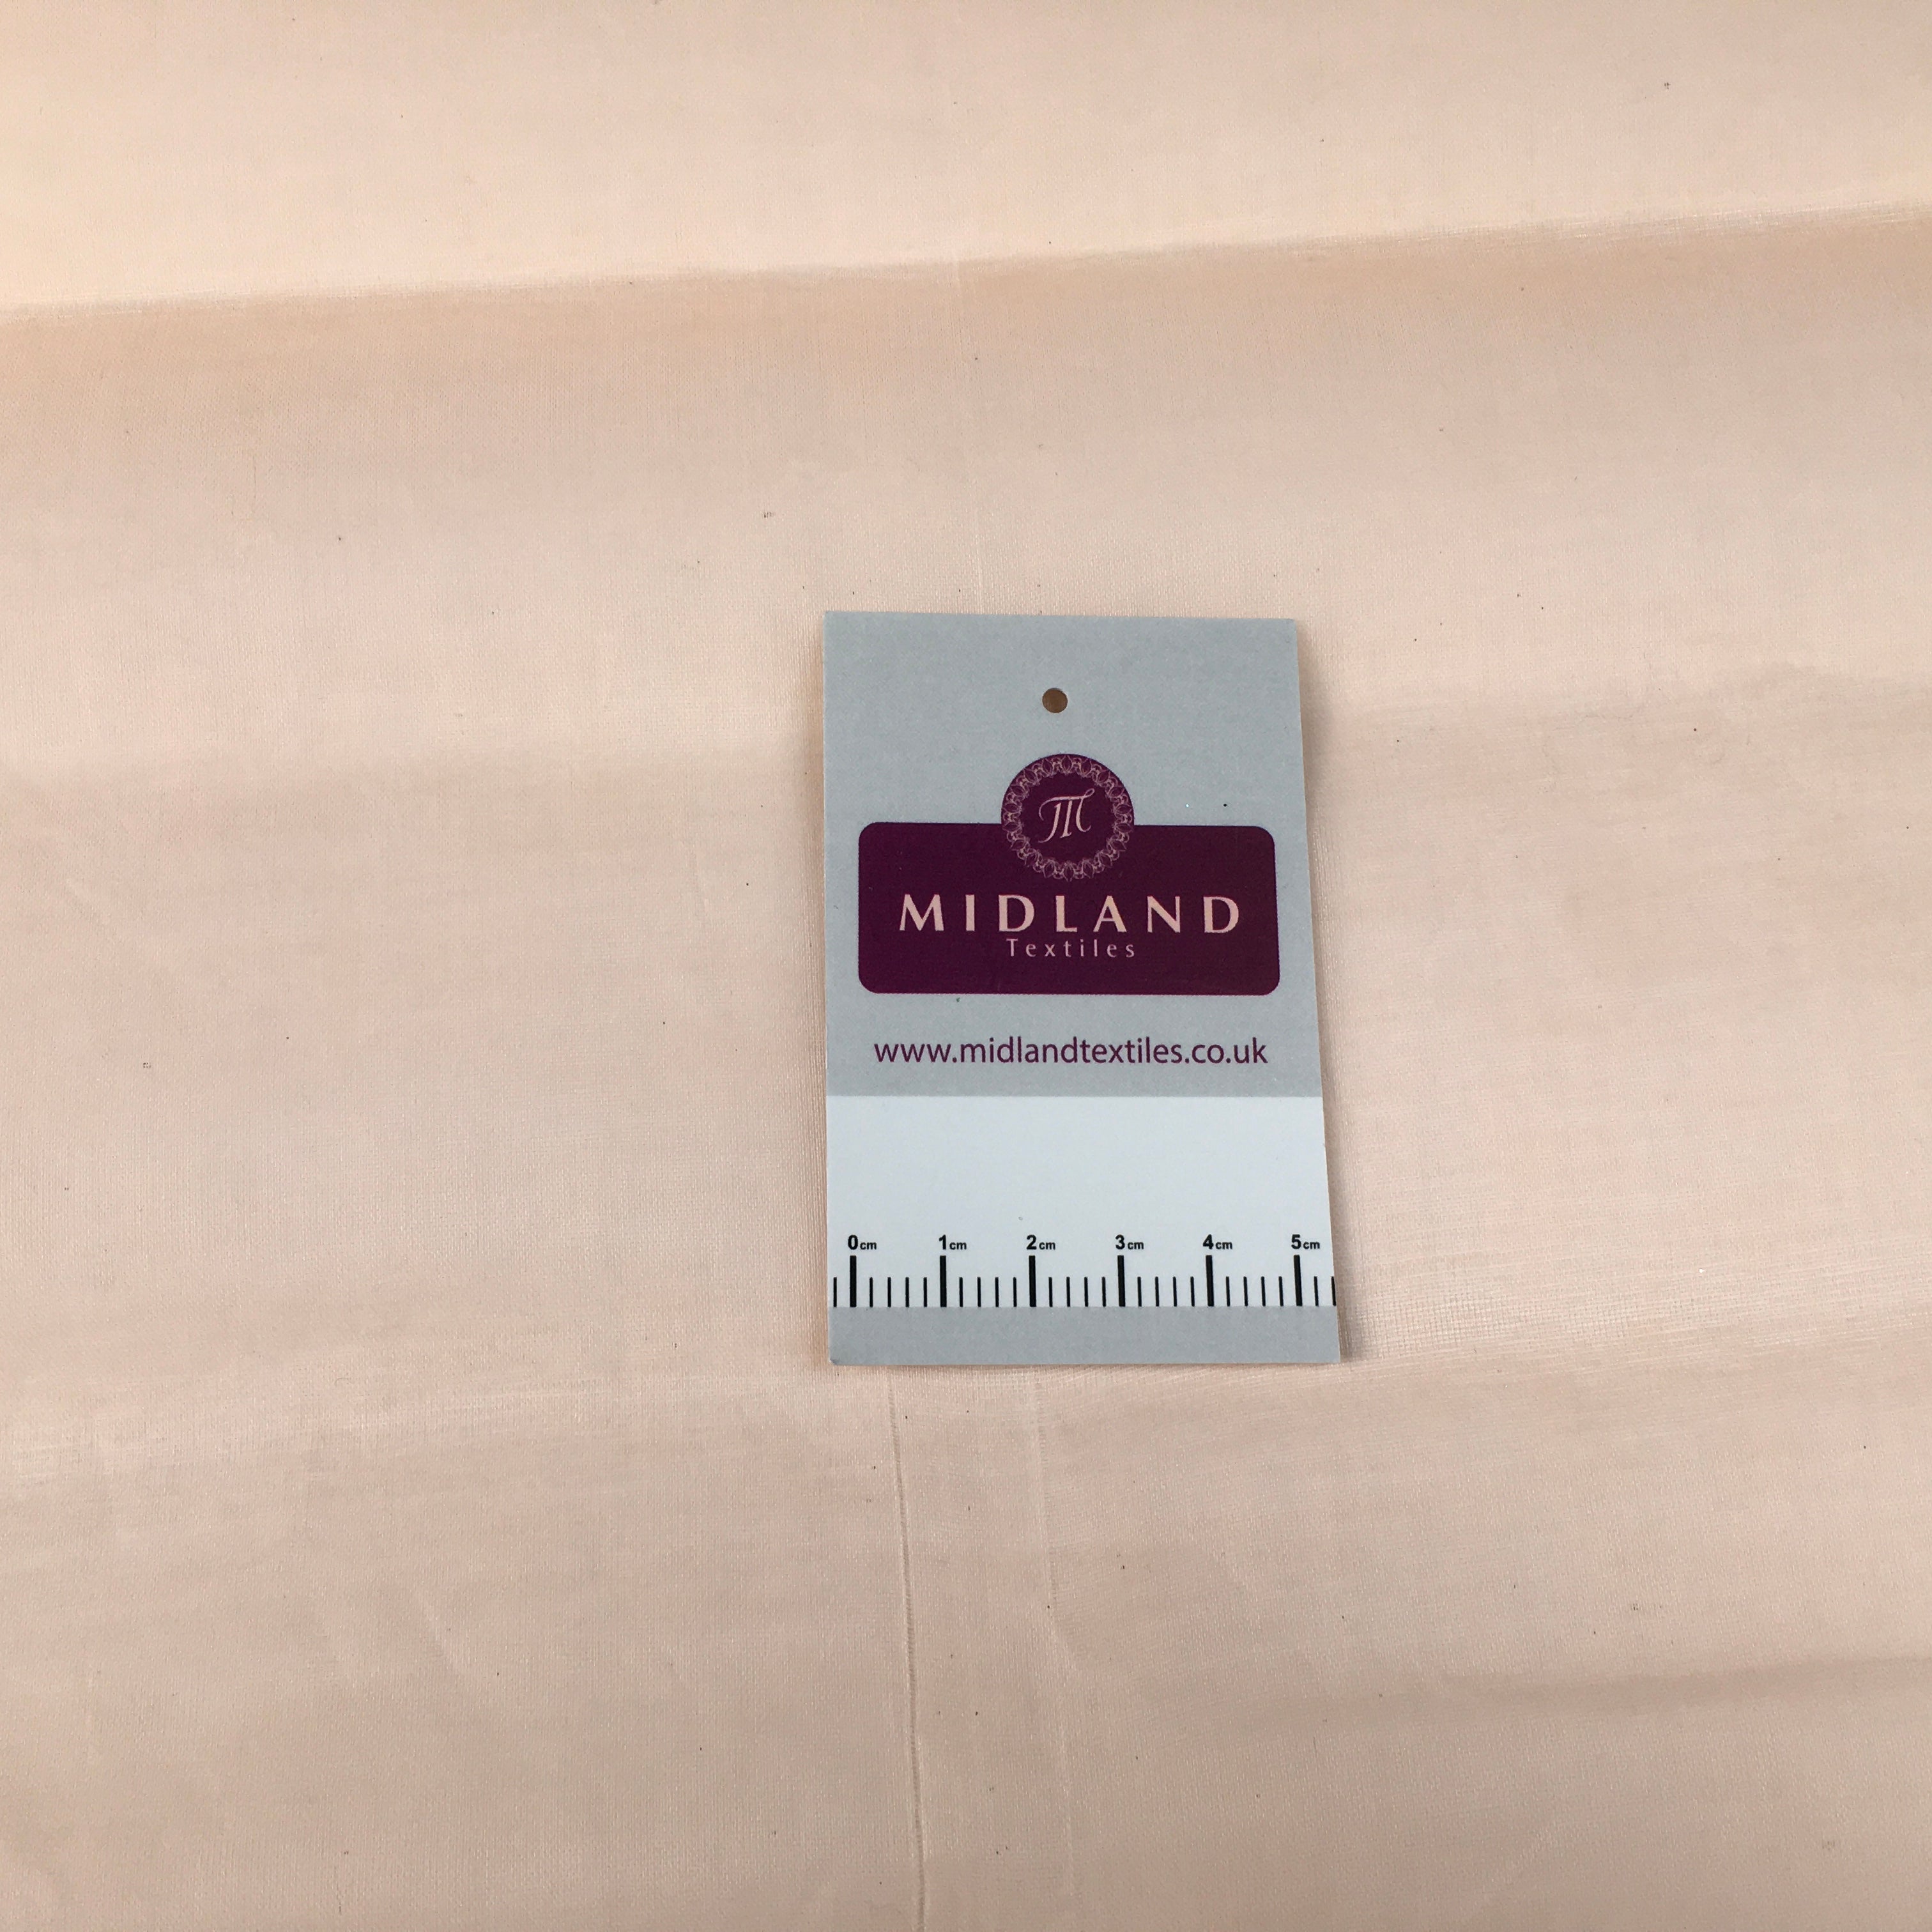 M
MIDLAND
Textiles
www.midlandtextiles.co.uk
0cm 1cm 2cm 3cm 4cm 5cm